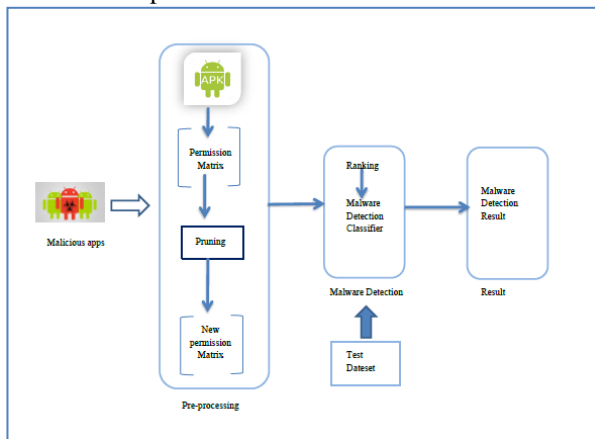 APK
Permission
Matrix
Pruning
New
permission
Matrix
Pre-processing
Malicious apps
Ranking
Malware
Detection
Classifier
Malware Detection
Test
Dateset
Malware
Detection
Result
Result